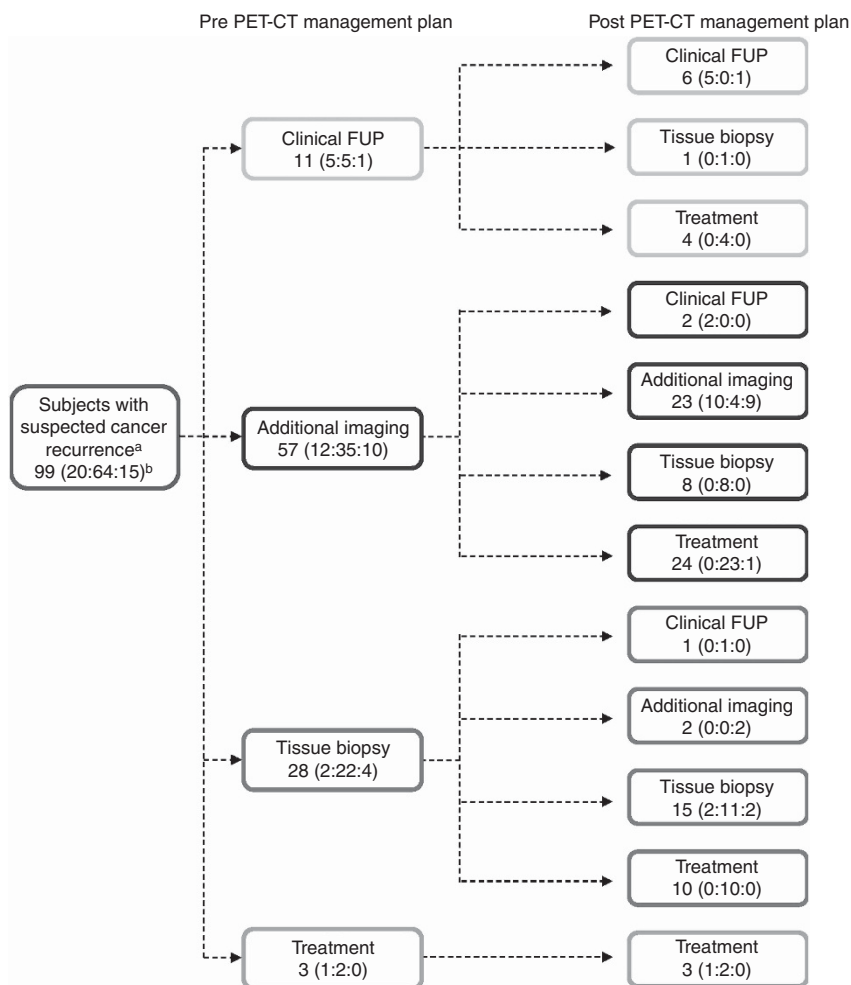 Pre PET-CT management plan
Post PET-CT management plan
Subjects with
suspected cancer
recurrenceᵃ
99 (20:64:15)ᵇ
Clinical FUP
11 (5:5:1)
Clinical FUP
6 (5:0:1)
Tissue biopsy
1 (0:1:0)
Treatment
4 (0:4:0)
Additional imaging
57 (12:35:10)
Clinical FUP
2 (2:0:0)
Additional imaging
23 (10:4:9)
Tissue biopsy
8 (0:8:0)
Treatment
24 (0:23:1)
Tissue biopsy
28 (2:22:4)
Clinical FUP
1 (0:1:0)
Additional imaging
2 (0:0:2)
Tissue biopsy
15 (2:11:2)
Treatment
10 (0:10:0)
Treatment
3 (1:2:0)
Treatment
3 (1:2:0)